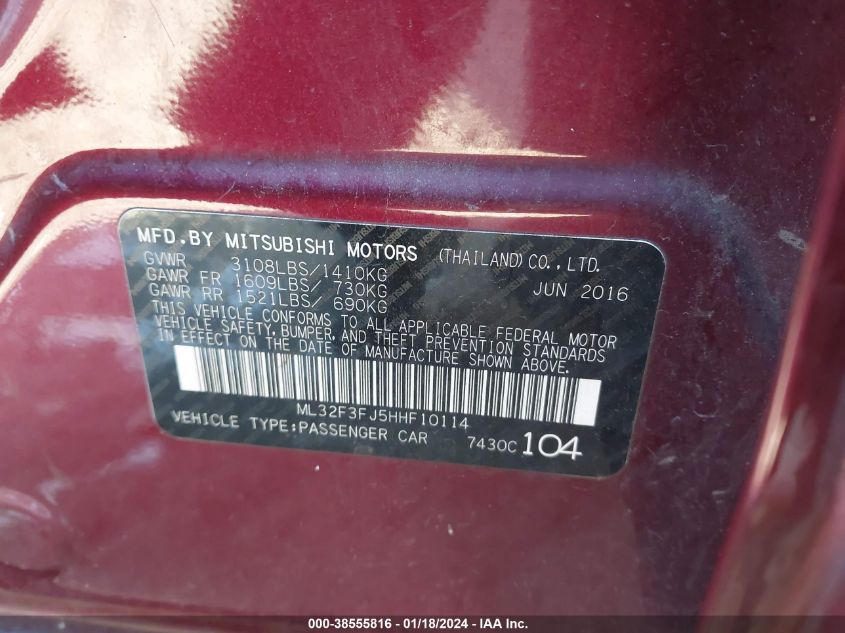 MFD.BY MITSUBISHI MOTORS (THAILAND)CO.,LTD.
GVWR 3108LBS/1410KG
GAWR FR 1609LBS/ 730KG JUN 2016
GAWR RR 1521LBS/ 690KG
THIS VEHICLE CONFORMS TO ALL APPLICABLE FEDERAL MOTOR
VEHICLE SAFETY, BUMPER, AND THEFT PREVENTION STANDARDS
IN EFFECT ON THE DATE OF MANUFACTURE SHOWN ABOVE.
ML32F3FJ5HHF10114
VEHICLE TYPE:PASSENGER CAR 7430C 104
000-38555816 - 01/18/2024 - IAA Inc.